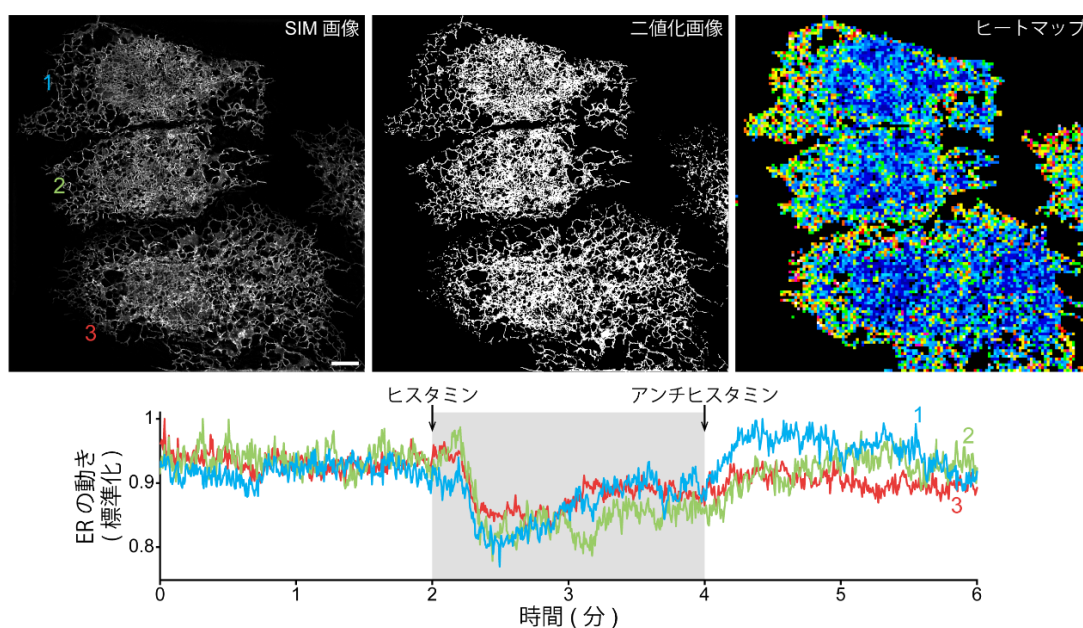 SIM 画像
二値化画像
ヒートマップ
1
2
3
ヒスタミン
アンチヒスタミン
1
0.9
0.8
ERの動き
(標準化)
1
2
3
0
1
2
3
4
5
6
時間 ( 分 )